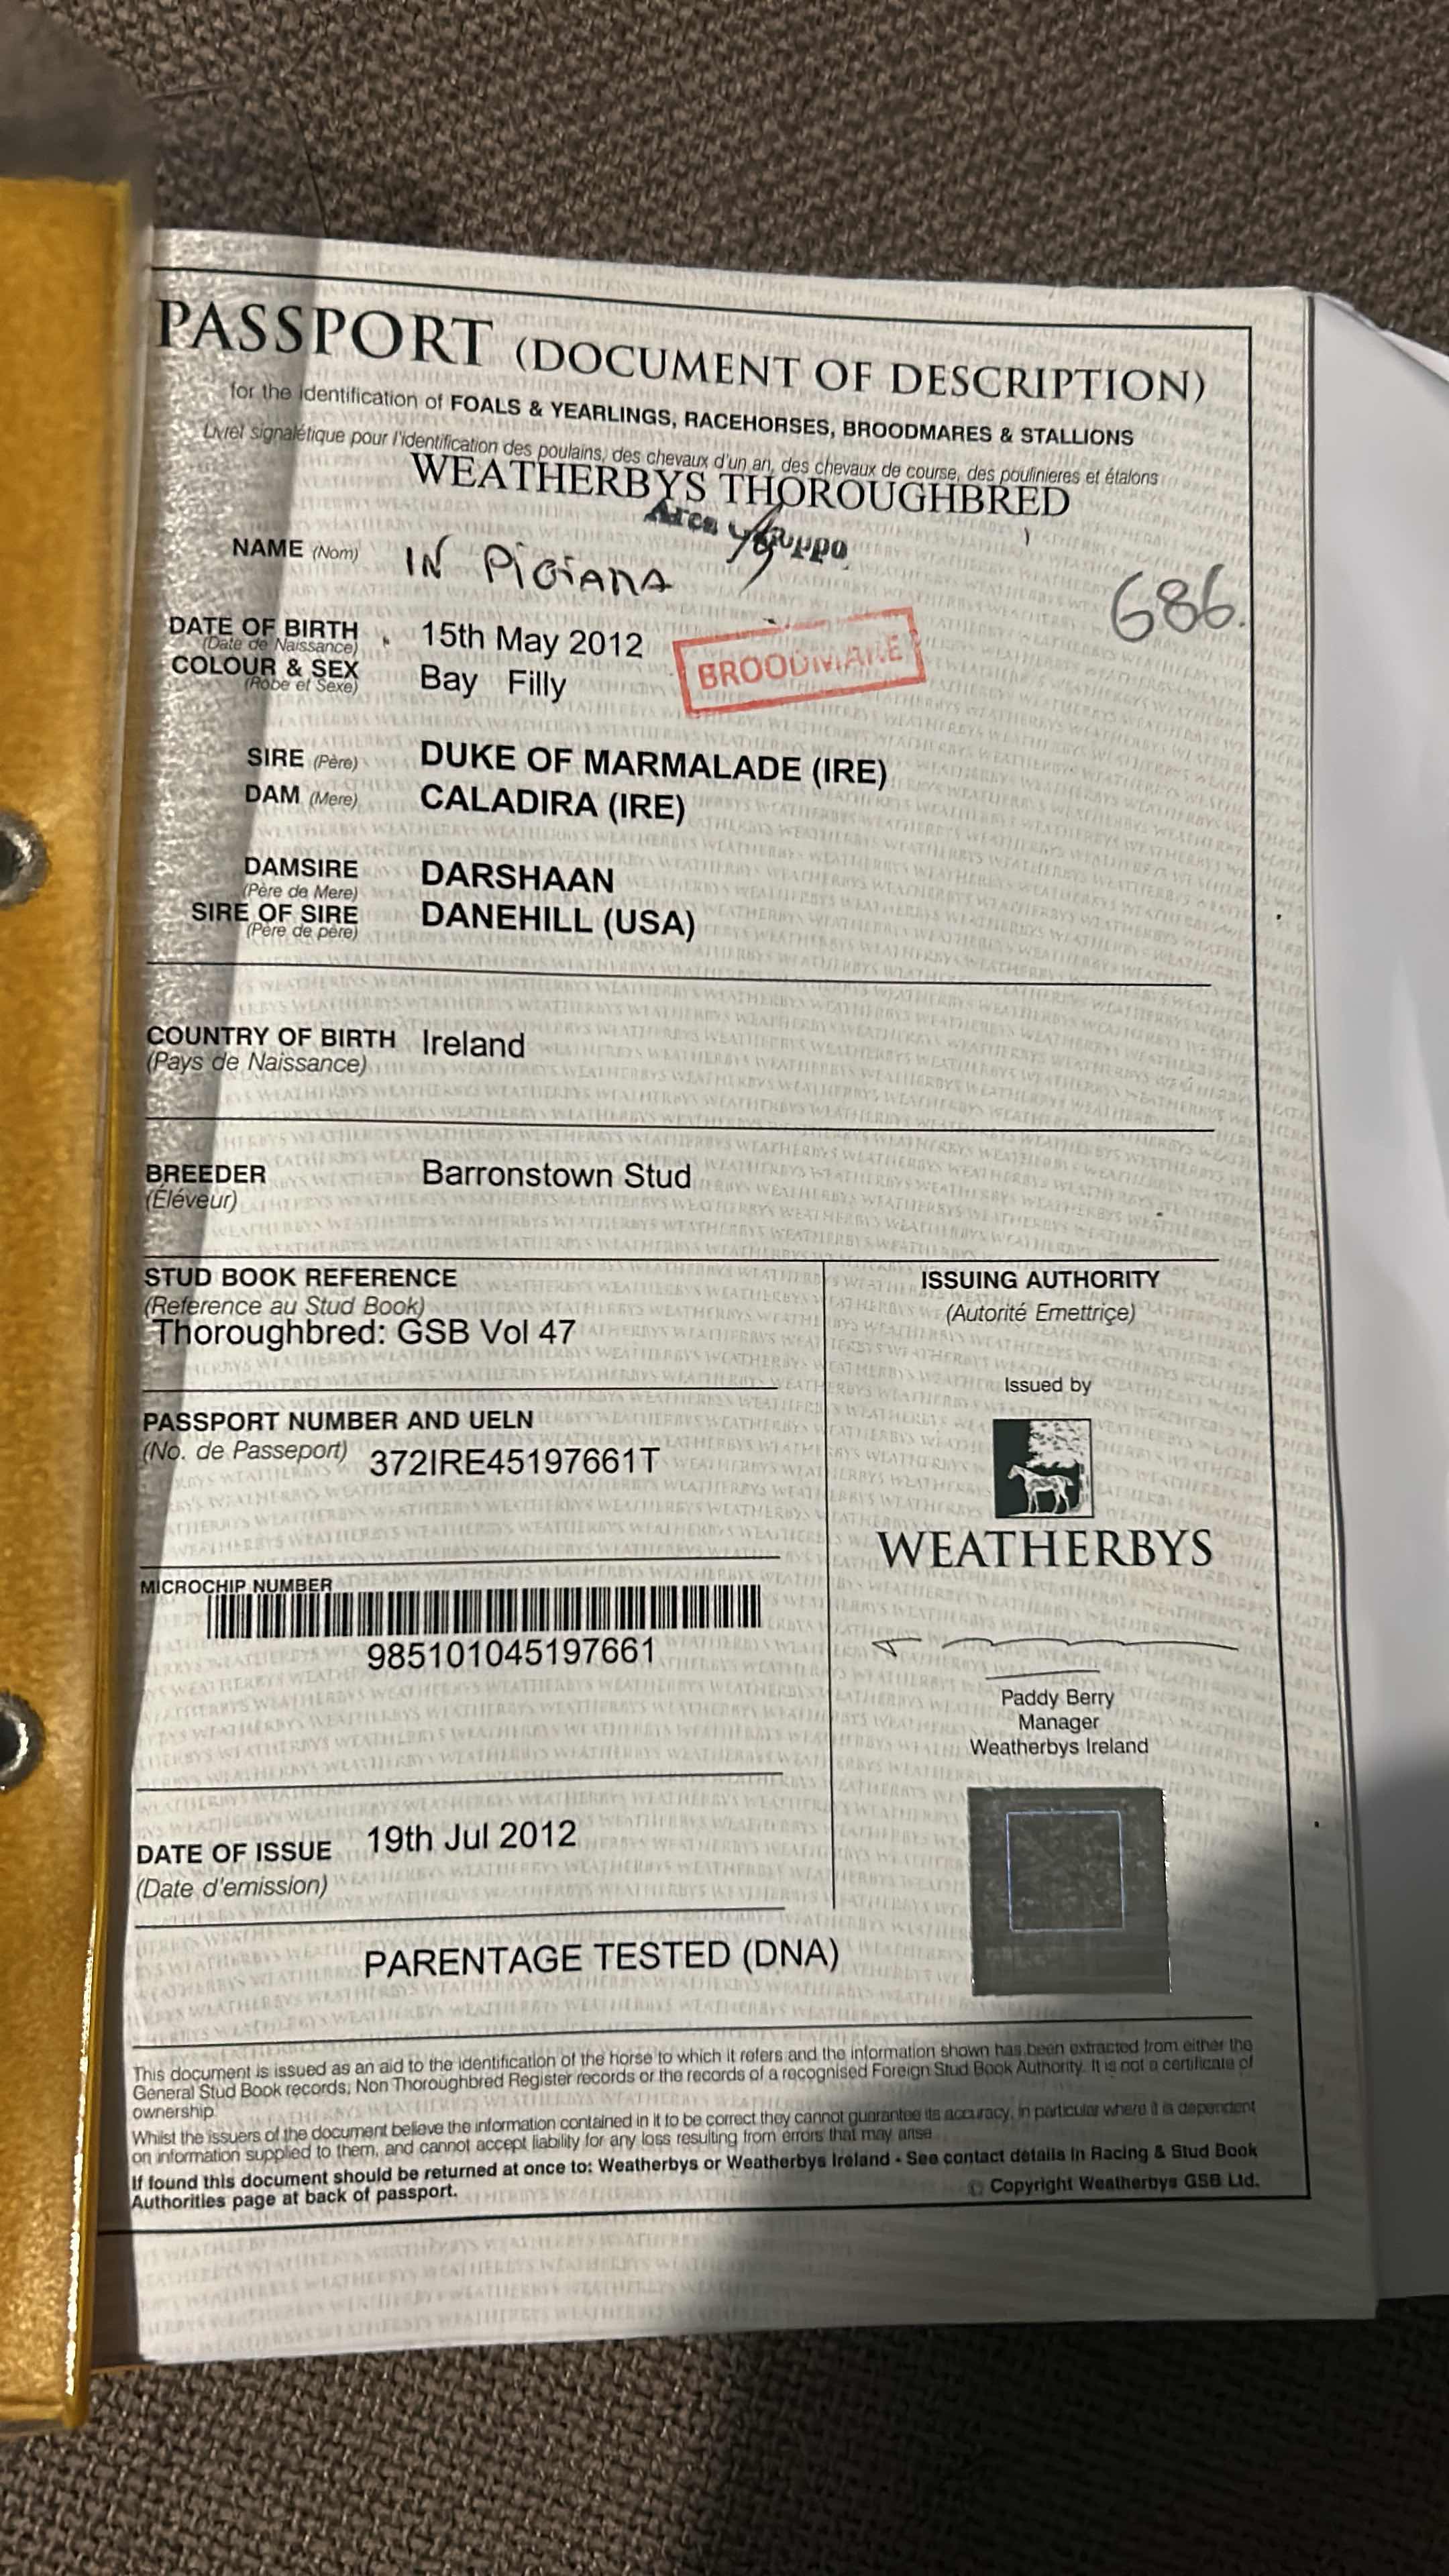 PASSPORT (DOCUMENT OF DESCRIPTION)
for the identification of FOALS & YEARLINGS, RACEHORSES, BROODMARES & STALLIONS
Livret signalétique pour l'identification des poulains, des chevaux d'un an, des chevaux de course, des poulinieres et étalons
WEATHERBYS THOROUGHBRED
NAME (Nom) IN PiGiANA
686.
DATE OF BIRTH 15th May 2012
(Date de Naissance)
BROODMARE
COLOUR & SEX Bay Filly
(Robe et Sexe)
SIRE (Père) DUKE OF MARMALADE (IRE)
DAM (Mere) CALADIRA (IRE)
DAMSIRE DARSHAAN
(Père de Mere)
SIRE OF SIRE DANEHILL (USA)
(Père de père)
COUNTRY OF BIRTH Ireland
(Pays de Naissance)
BREEDER Barronstown Stud
(Éléveur)
STUD BOOK REFERENCE
(Reference au Stud Book)
Thoroughbred: GSB Vol 47
PASSPORT NUMBER AND UELN
(No. de Passeport) 372IRE45197661T
MICROCHIP NUMBER
985101045197661
DATE OF ISSUE 19th Jul 2012
(Date d'emission)
ISSUING AUTHORITY
(Autorité Emettriçe)
Issued by
WEATHERBYS
Paddy Berry
Manager
Weatherbys Ireland
PARENTAGE TESTED (DNA)
This document is issued as an aid to the identification of the horse to which it refers and the information shown has been extracted from either the
General Stud Book records, Non Thoroughbred Register records or the records of a recognised Foreign Stud Book Authority. It is not a certificate of
ownership.
Whilst the issuers of the document believe the information contained in it to be correct they cannot guarantee its accuracy, in particular where it is dependent
on information supplied to them, and cannot accept liability for any loss resulting from errors that may arise.
If found this document should be returned at once to: Weatherbys or Weatherbys Ireland - See contact details in Racing & Stud Book
Authorities page at back of passport.
© Copyright Weatherbys GSB Ltd.